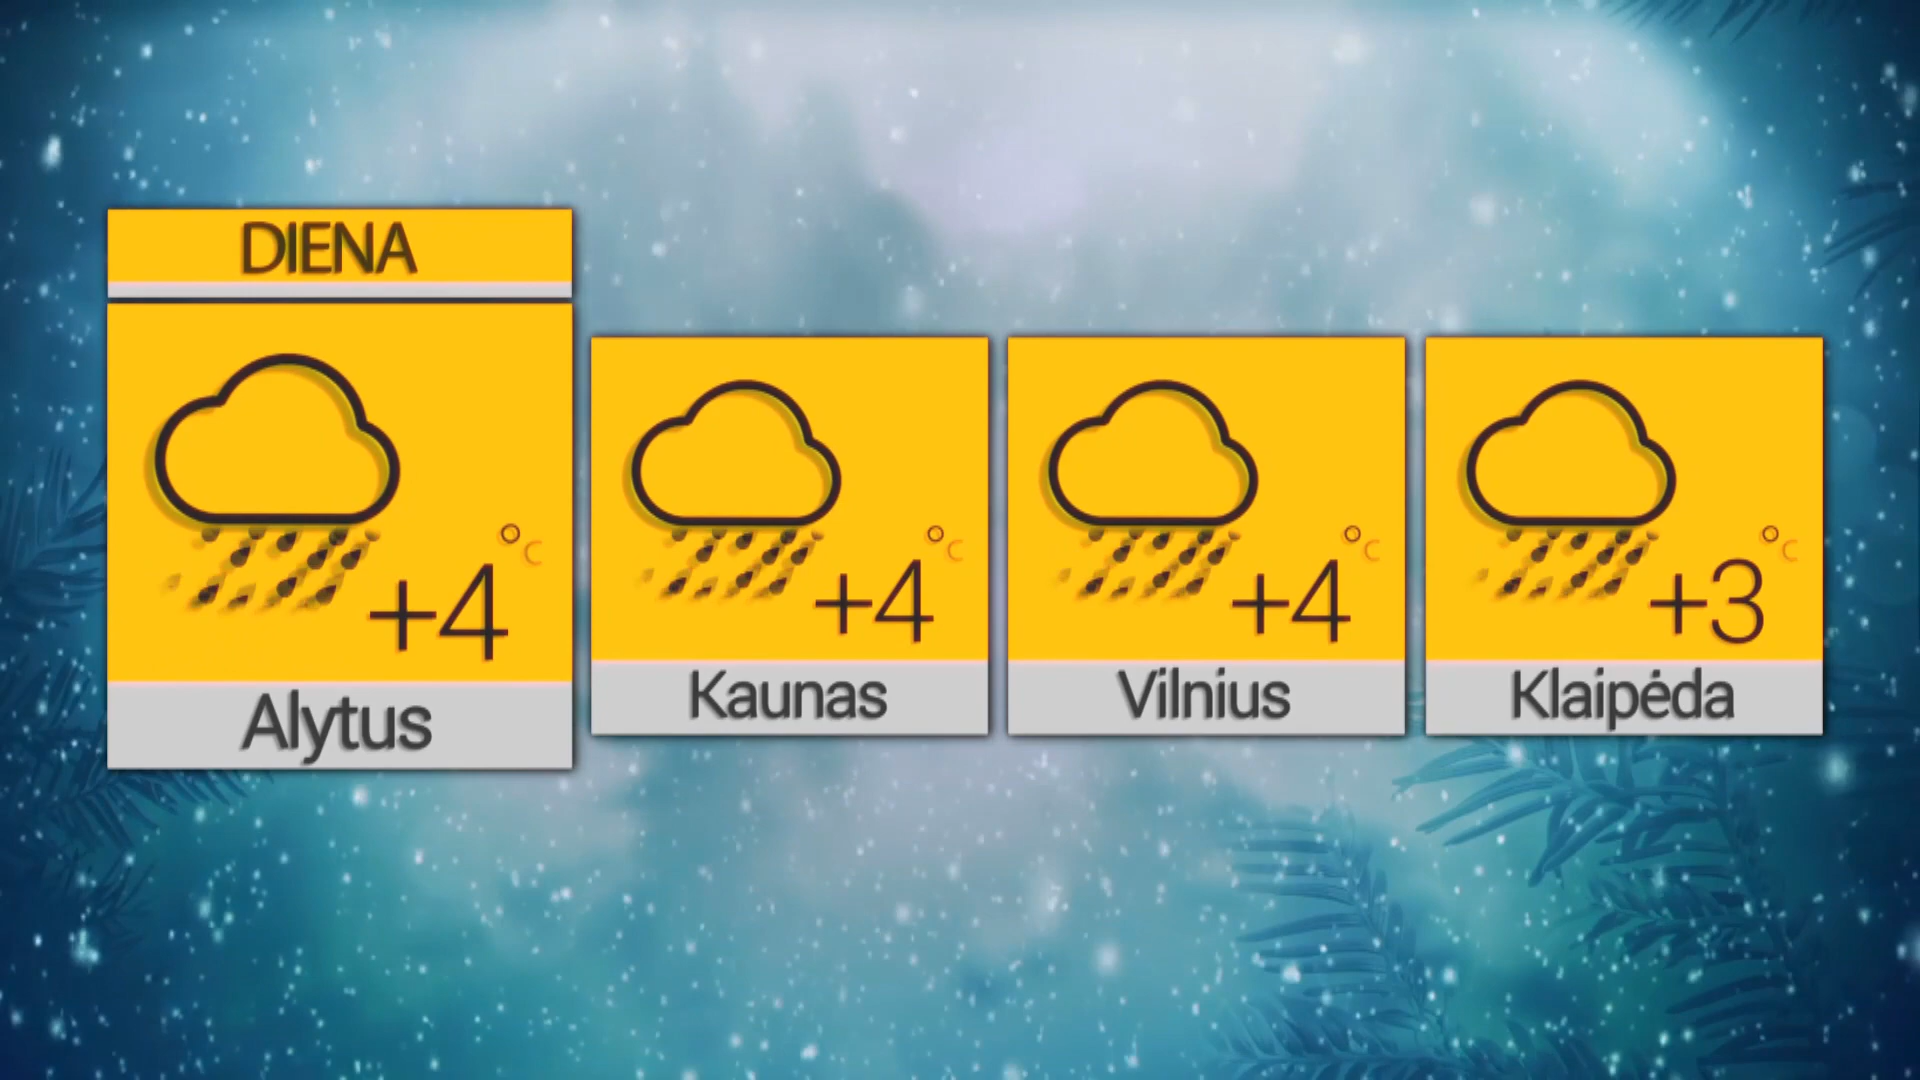 DIENA
+4 °C
Alytus
+4 °C
Kaunas
+4 °C
Vilnius
+3 °C
Klaipėda